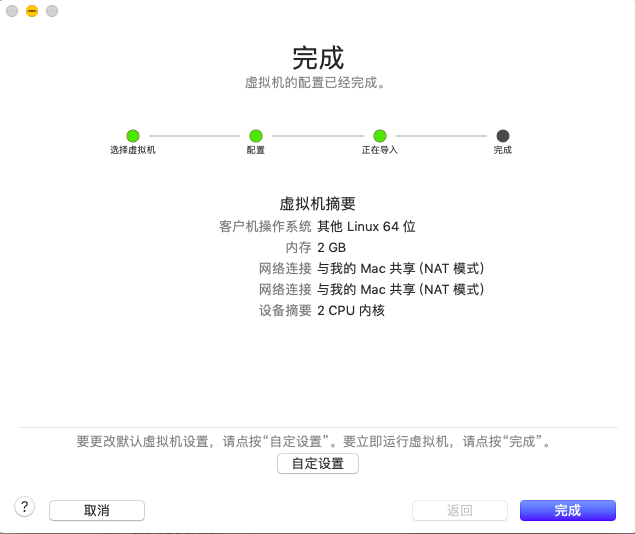 完成
虚拟机的配置已经完成。
选择虚拟机 配置 正在导入 完成
虚拟机摘要
客户机操作系统 其他 Linux 64 位
内存 2 GB
网络连接 与我的 Mac 共享 (NAT 模式)
网络连接 与我的 Mac 共享 (NAT 模式)
设备摘要 2 CPU 内核
要更改默认虚拟机设置，请点按“自定设置”。要立即运行虚拟机，请点按“完成”。
自定设置
? 取消 返回 完成